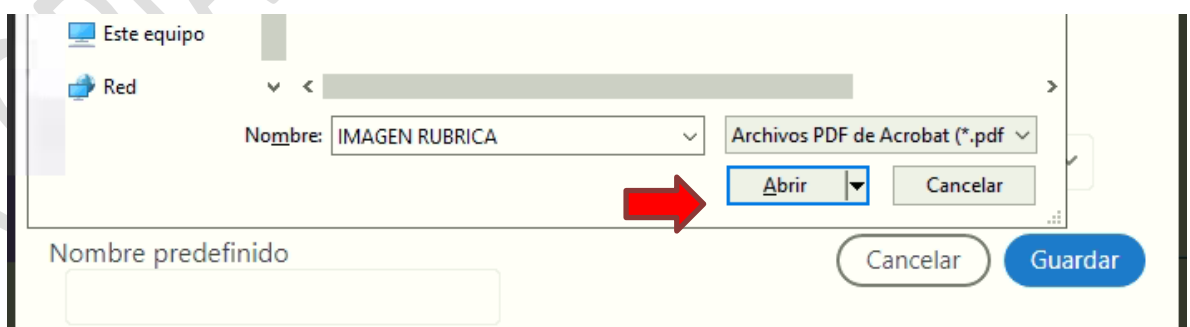 Este equipo
Red
Nombre: IMAGEN RUBRICA Archivos PDF de Acrobat (*.pdf
Abrir Cancelar
Nombre predefinido Cancelar Guardar